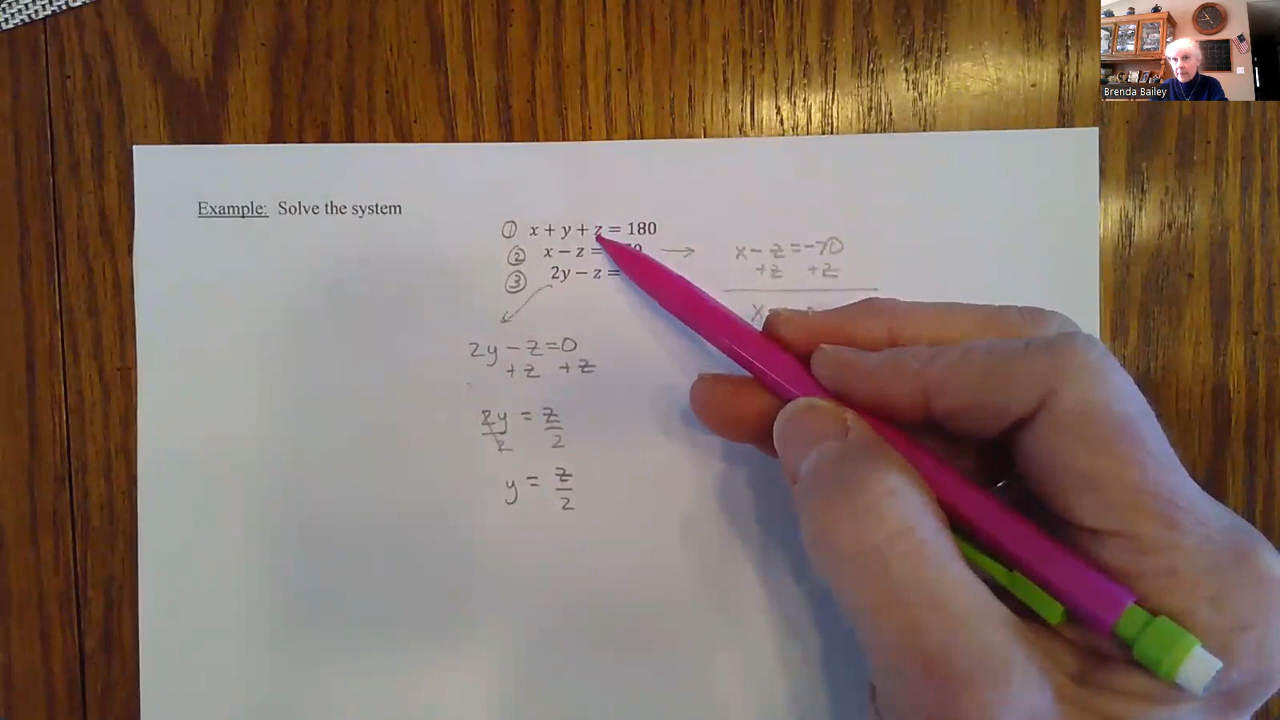 Brenda Bailey
Example: Solve the system
① x + y + z = 180
② x − z =
③ 2y − z =
x − z = −70
+z +z
x
2y − z = 0
+z +z
2y/2 = z/2
y = z/2